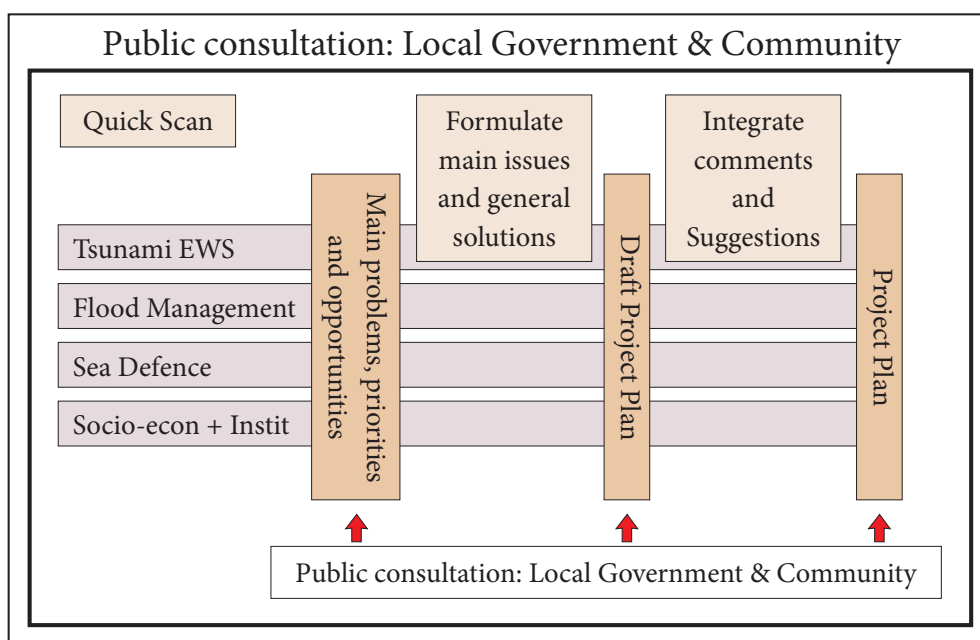 Public consultation: Local Government & Community
Quick Scan
Formulate
main issues
and general
solutions
Integrate
comments
and
Suggestions
Tsunami EWS
Flood Management
Sea Defence
Socio-econ + Instit
Main problems, priorities
and opportunities
Draft Project Plan
Project Plan
Public consultation: Local Government & Community